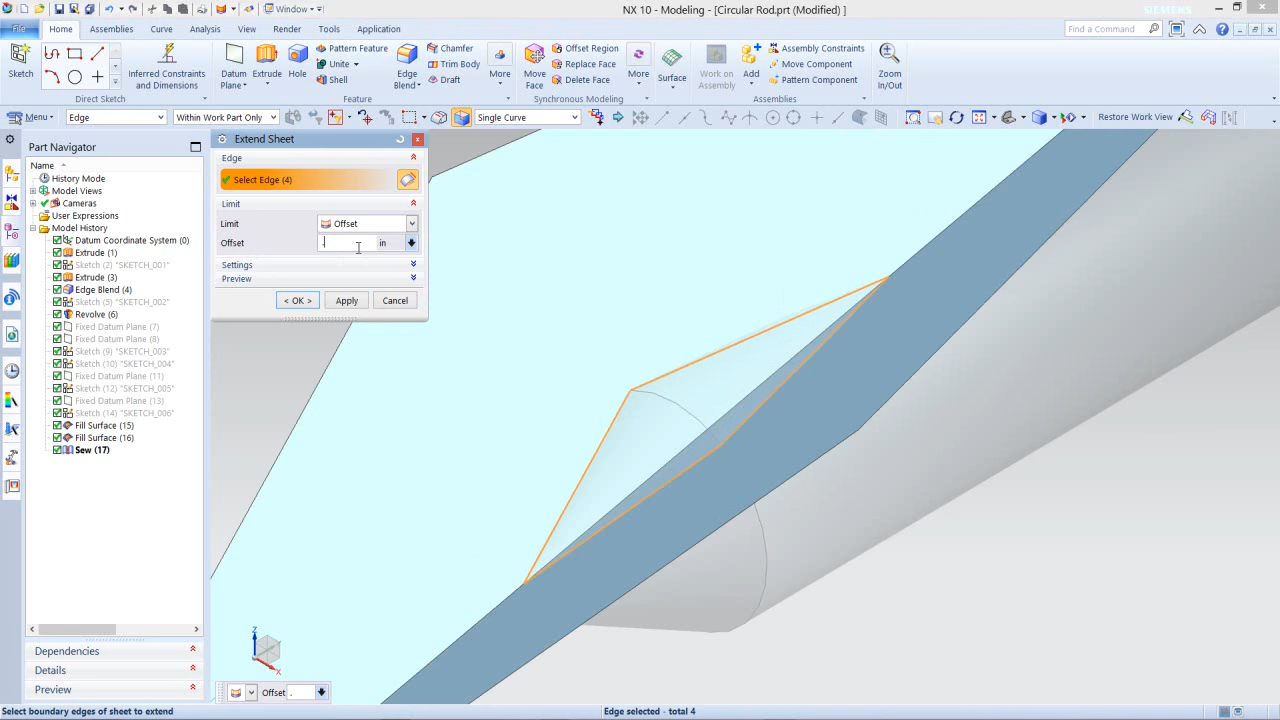 NX 10 - Modeling - [Circular Rod.prt (Modified) ]
SIEMENS
Window
File
Home
Assemblies
Curve
Analysis
View
Render
Tools
Application
Find a Command
Sketch
Direct Sketch
Inferred Constraints
and Dimensions
Datum
Plane
Extrude
Hole
Pattern Feature
Unite
Shell
Edge
Blend
Chamfer
Trim Body
Draft
More
Feature
Move
Face
Offset Region
Replace Face
Delete Face
More
Synchronous Modeling
Surface
Work on
Assembly
Add
Assembly Constraints
Move Component
Pattern Component
Assemblies
Zoom
In/Out
Menu
Edge
Within Work Part Only
Single Curve
Restore Work View
Part Navigator
Name
History Mode
Model Views
Cameras
User Expressions
Model History
Datum Coordinate System (0)
Extrude (1)
Sketch (2) "SKETCH_001"
Extrude (3)
Edge Blend (4)
Sketch (5) "SKETCH_002"
Revolve (6)
Fixed Datum Plane (7)
Fixed Datum Plane (8)
Sketch (9) "SKETCH_003"
Sketch (10) "SKETCH_004"
Fixed Datum Plane (11)
Sketch (12) "SKETCH_005"
Fixed Datum Plane (13)
Sketch (14) "SKETCH_006"
Fill Surface (15)
Fill Surface (16)
Sew (17)
Dependencies
Details
Preview
Extend Sheet
Edge
Select Edge (4)
Limit
Limit
Offset
Offset
.
in
Settings
Preview
< OK >
Apply
Cancel
Z
Y
X
Offset .
Select boundary edges of sheet to extend
Edge selected - total 4